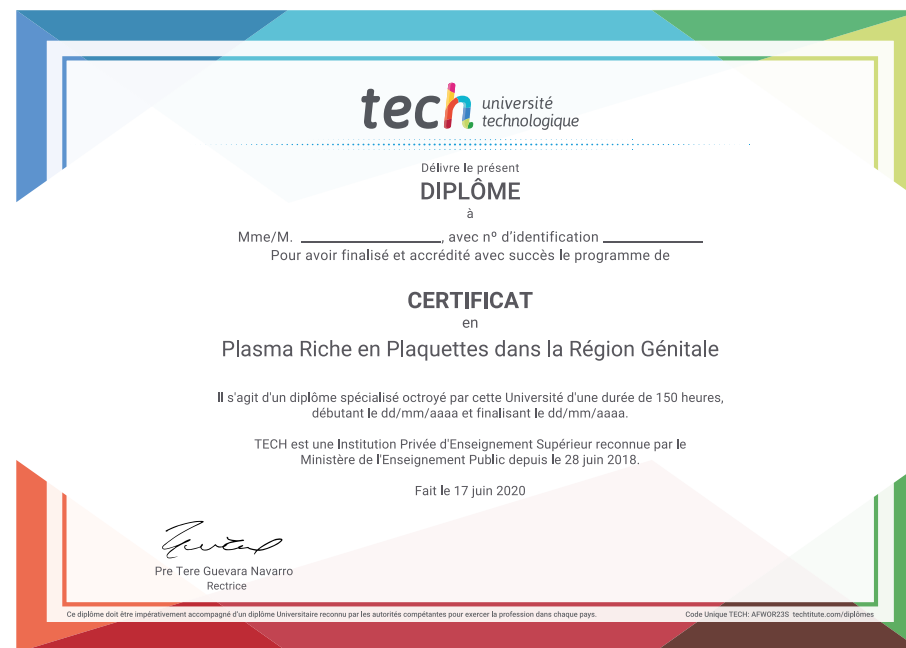 tech université
technologique
Délivre le présent
DIPLÔME
à
Mme/M. ____________________, avec nº d'identification ______________
Pour avoir finalisé et accrédité avec succès le programme de
CERTIFICAT
en
Plasma Riche en Plaquettes dans la Région Génitale
Il s'agit d'un diplôme spécialisé octroyé par cette Université d'une durée de 150 heures,
débutant le dd/mm/aaaa et finalisant le dd/mm/aaaa.
TECH est une Institution Privée d'Enseignement Supérieur reconnue par le
Ministère de l'Enseignement Public depuis le 28 juin 2018.
Fait le 17 juin 2020
Pre Tere Guevara Navarro
Rectrice
Ce diplôme doit être impérativement accompagné d'un diplôme Universitaire reconnu par les autorités compétantes pour exercer la profession dans chaque pays.
Code Unique TECH: AFWOR23S techtitute.com/diplômes